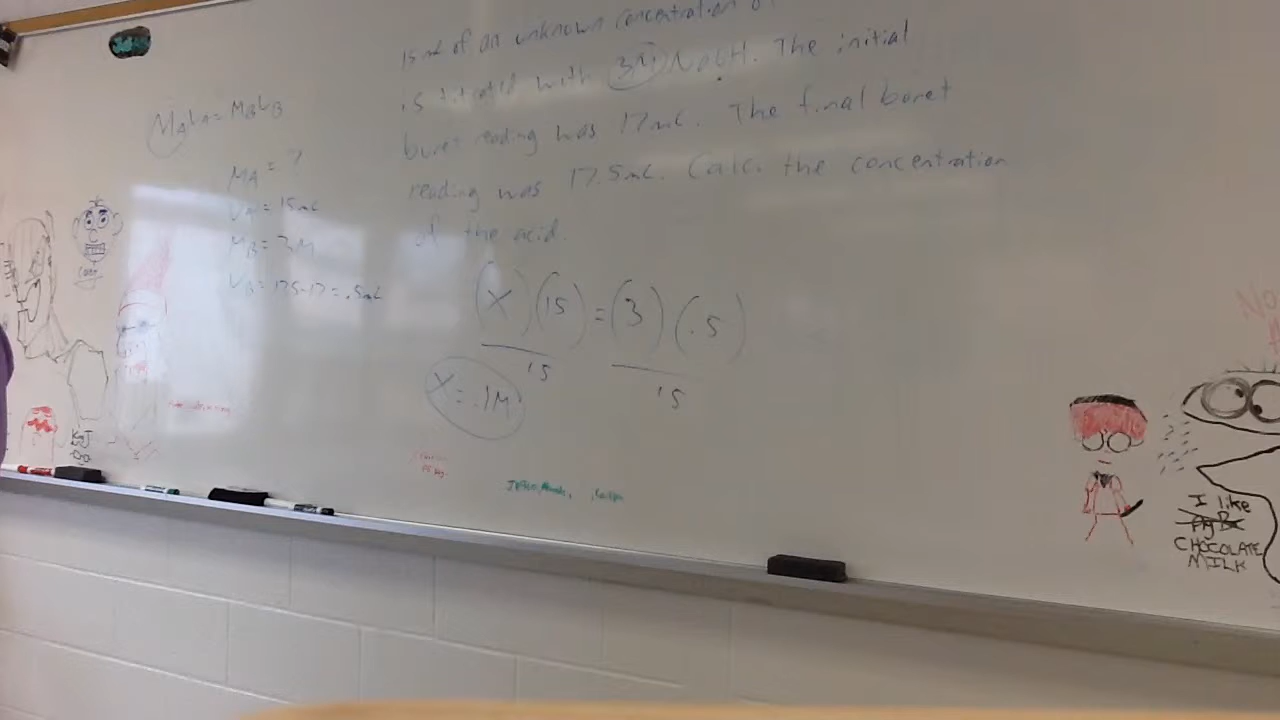 15 mL of an unknown concentration of
is titrated with 3M NaOH. The initial
buret reading was 17mL. The final buret
reading was 17.5mL. Calc. the concentration
of the acid.
MAVA = MBVB
MA = ?
VA = 15mL
MB = 3M
VB = 17.5-17 = .5mL
(X)(15) = (3)(.5)
15 15
X = .1M
I like
CHOCOLATE
MILK